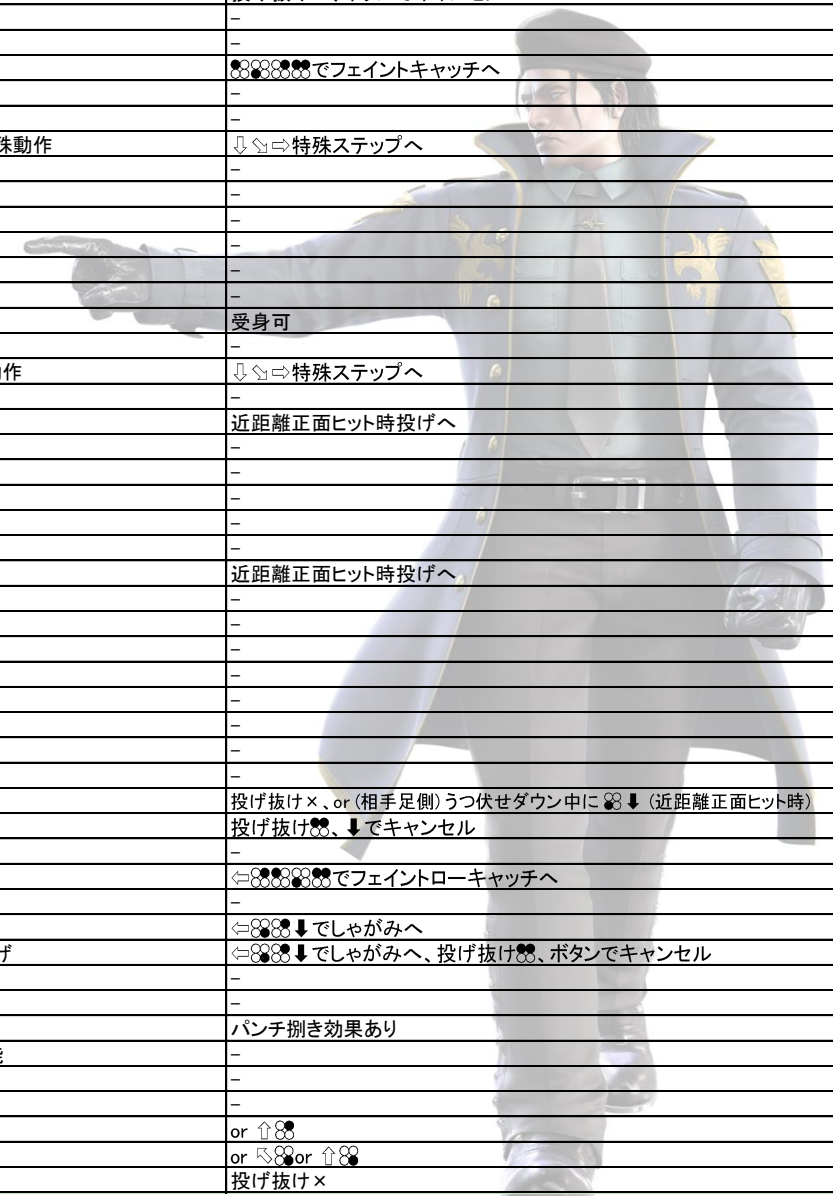 –
–
でフェイントキャッチへ
–
–
殊動作 ⇩⬂⇨特殊ステップへ
–
–
–
–
–
–
受身可
–
作 ⇩⬂⇨特殊ステップへ
–
近距離正面ヒット時投げへ
–
–
–
–
–
近距離正面ヒット時投げへ
–
–
–
–
–
–
–
–
投げ抜け×、or (相手足側)うつ伏せダウン中に ⬇ (近距離正面ヒット時)
投げ抜け、⬇でキャンセル
–
⇦でフェイントローキャッチへ
–
⇦⬇でしゃがみへ
げ ⇦⬇でしゃがみへ、投げ抜け、ボタンでキャンセル
–
–
パンチ捌き効果あり
–
–
–
or ⇧
or ⬁or ⇧
投げ抜け×